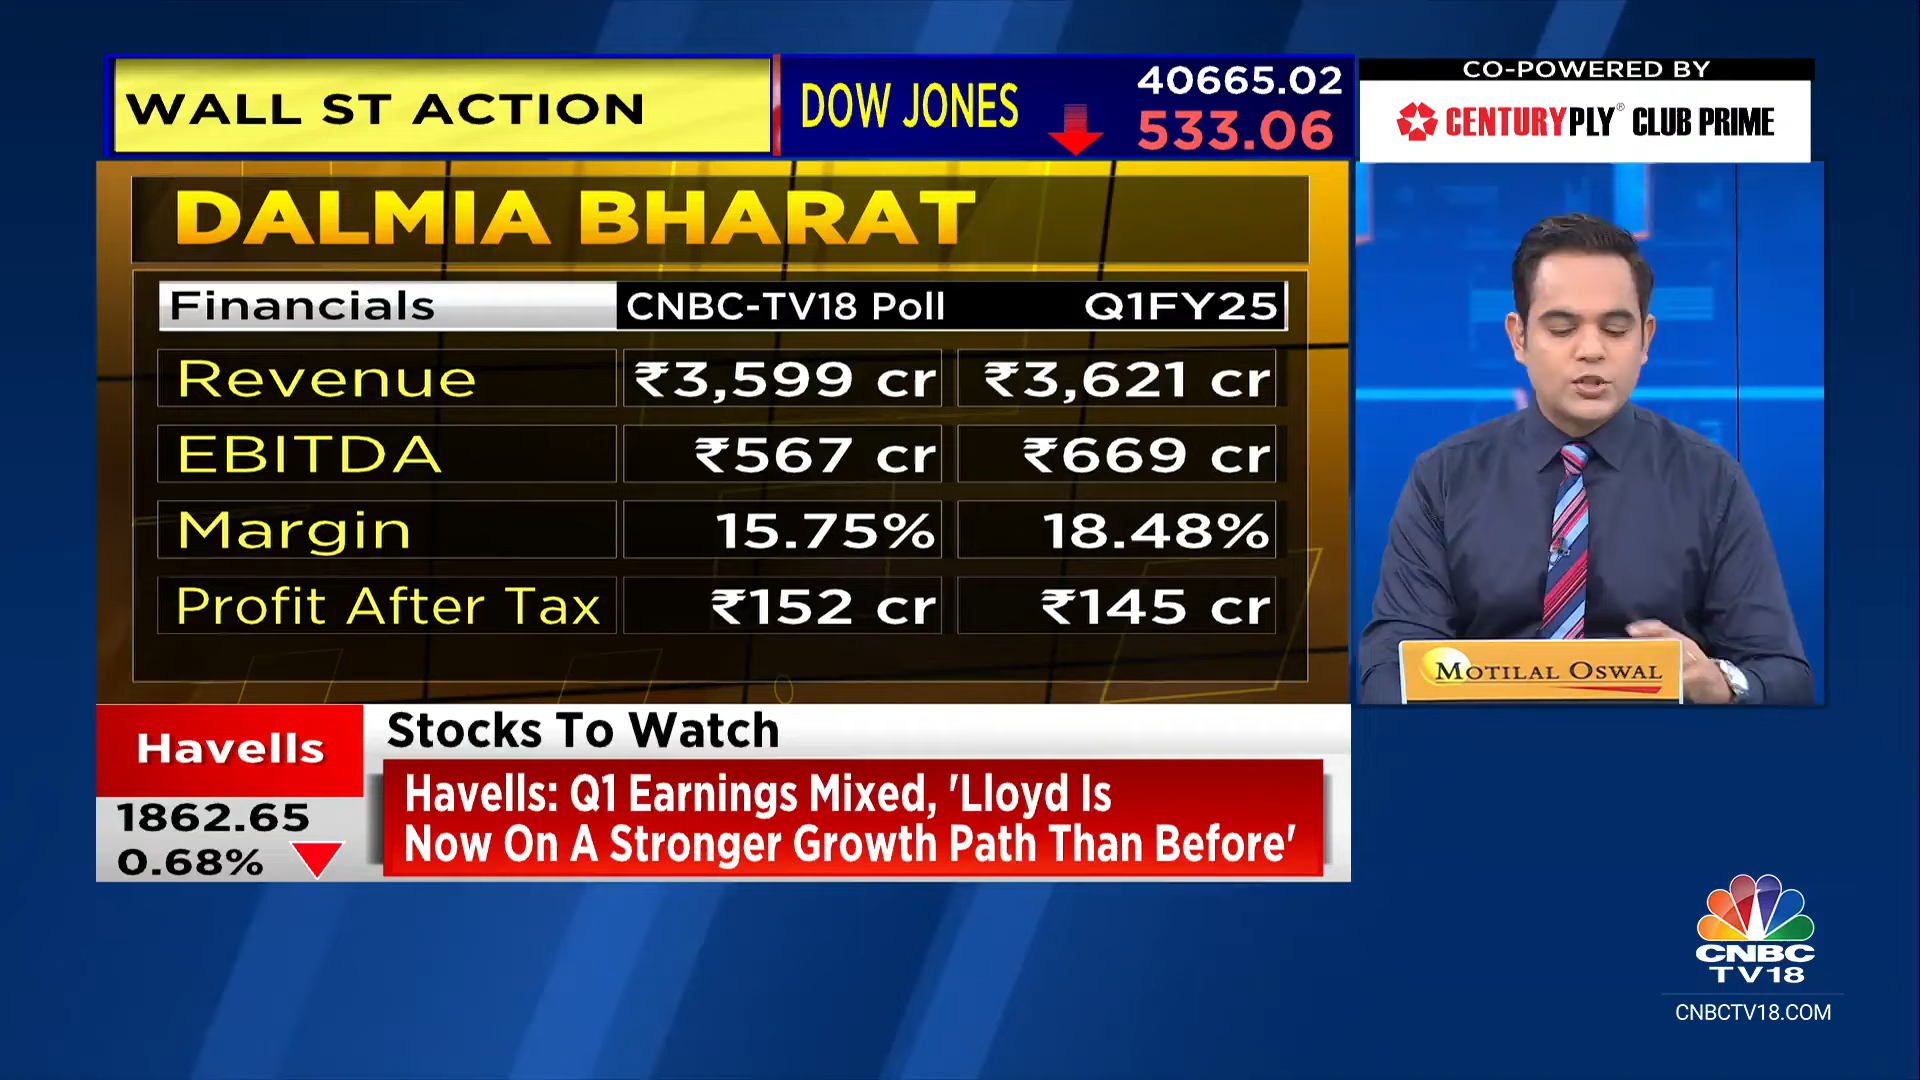 WALL ST ACTION
DOW JONES
40665.02
533.06
CO-POWERED BY
CENTURYPLY® CLUB PRIME
DALMIA BHARAT
Financials CNBC-TV18 Poll Q1FY25
Revenue ₹3,599 cr ₹3,621 cr
EBITDA ₹567 cr ₹669 cr
Margin 15.75% 18.48%
Profit After Tax ₹152 cr ₹145 cr
MOTILAL OSWAL
Havells
1862.65
0.68%
Stocks To Watch
Havells: Q1 Earnings Mixed, 'Lloyd Is
Now On A Stronger Growth Path Than Before'
CNBC
TV18
CNBCTV18.COM